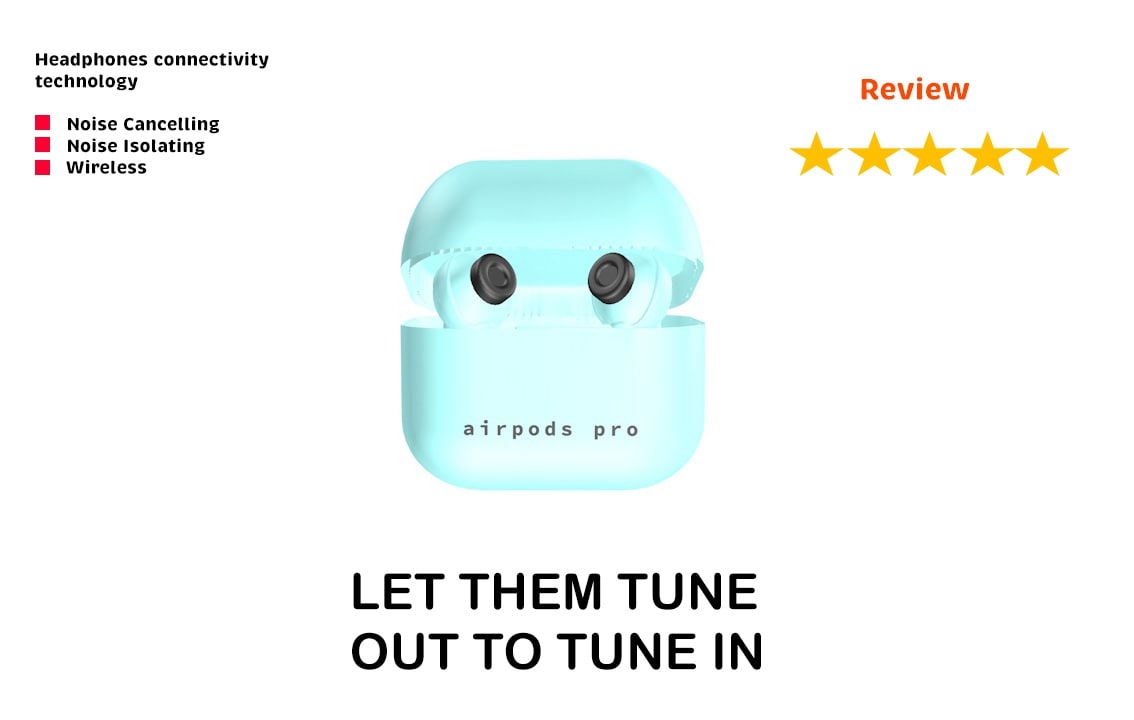 Headphones connectivity
technology
Noise Cancelling
Noise Isolating
Wireless
Review
airpods pro
LET THEM TUNE
OUT TO TUNE IN